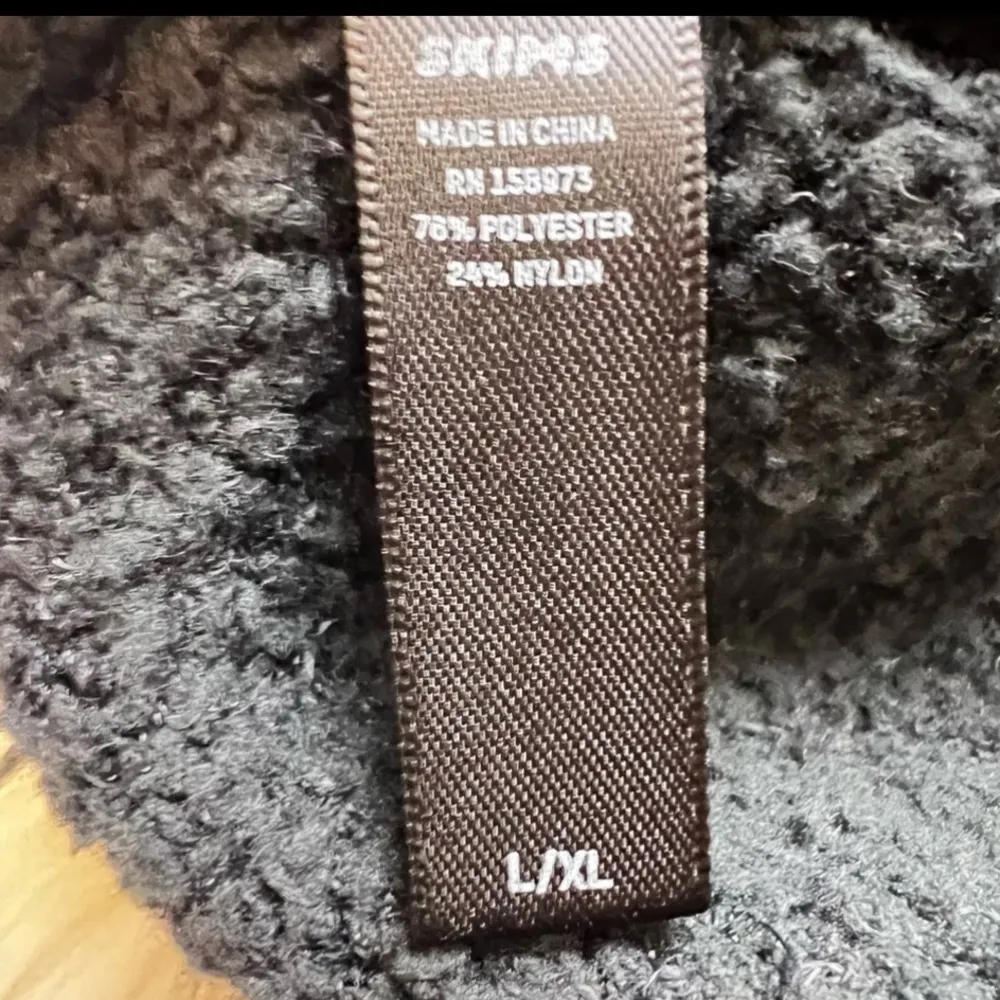 SKIMS
MADE IN CHINA
RN 158973
76% POLYESTER
24% NYLON
L/XL